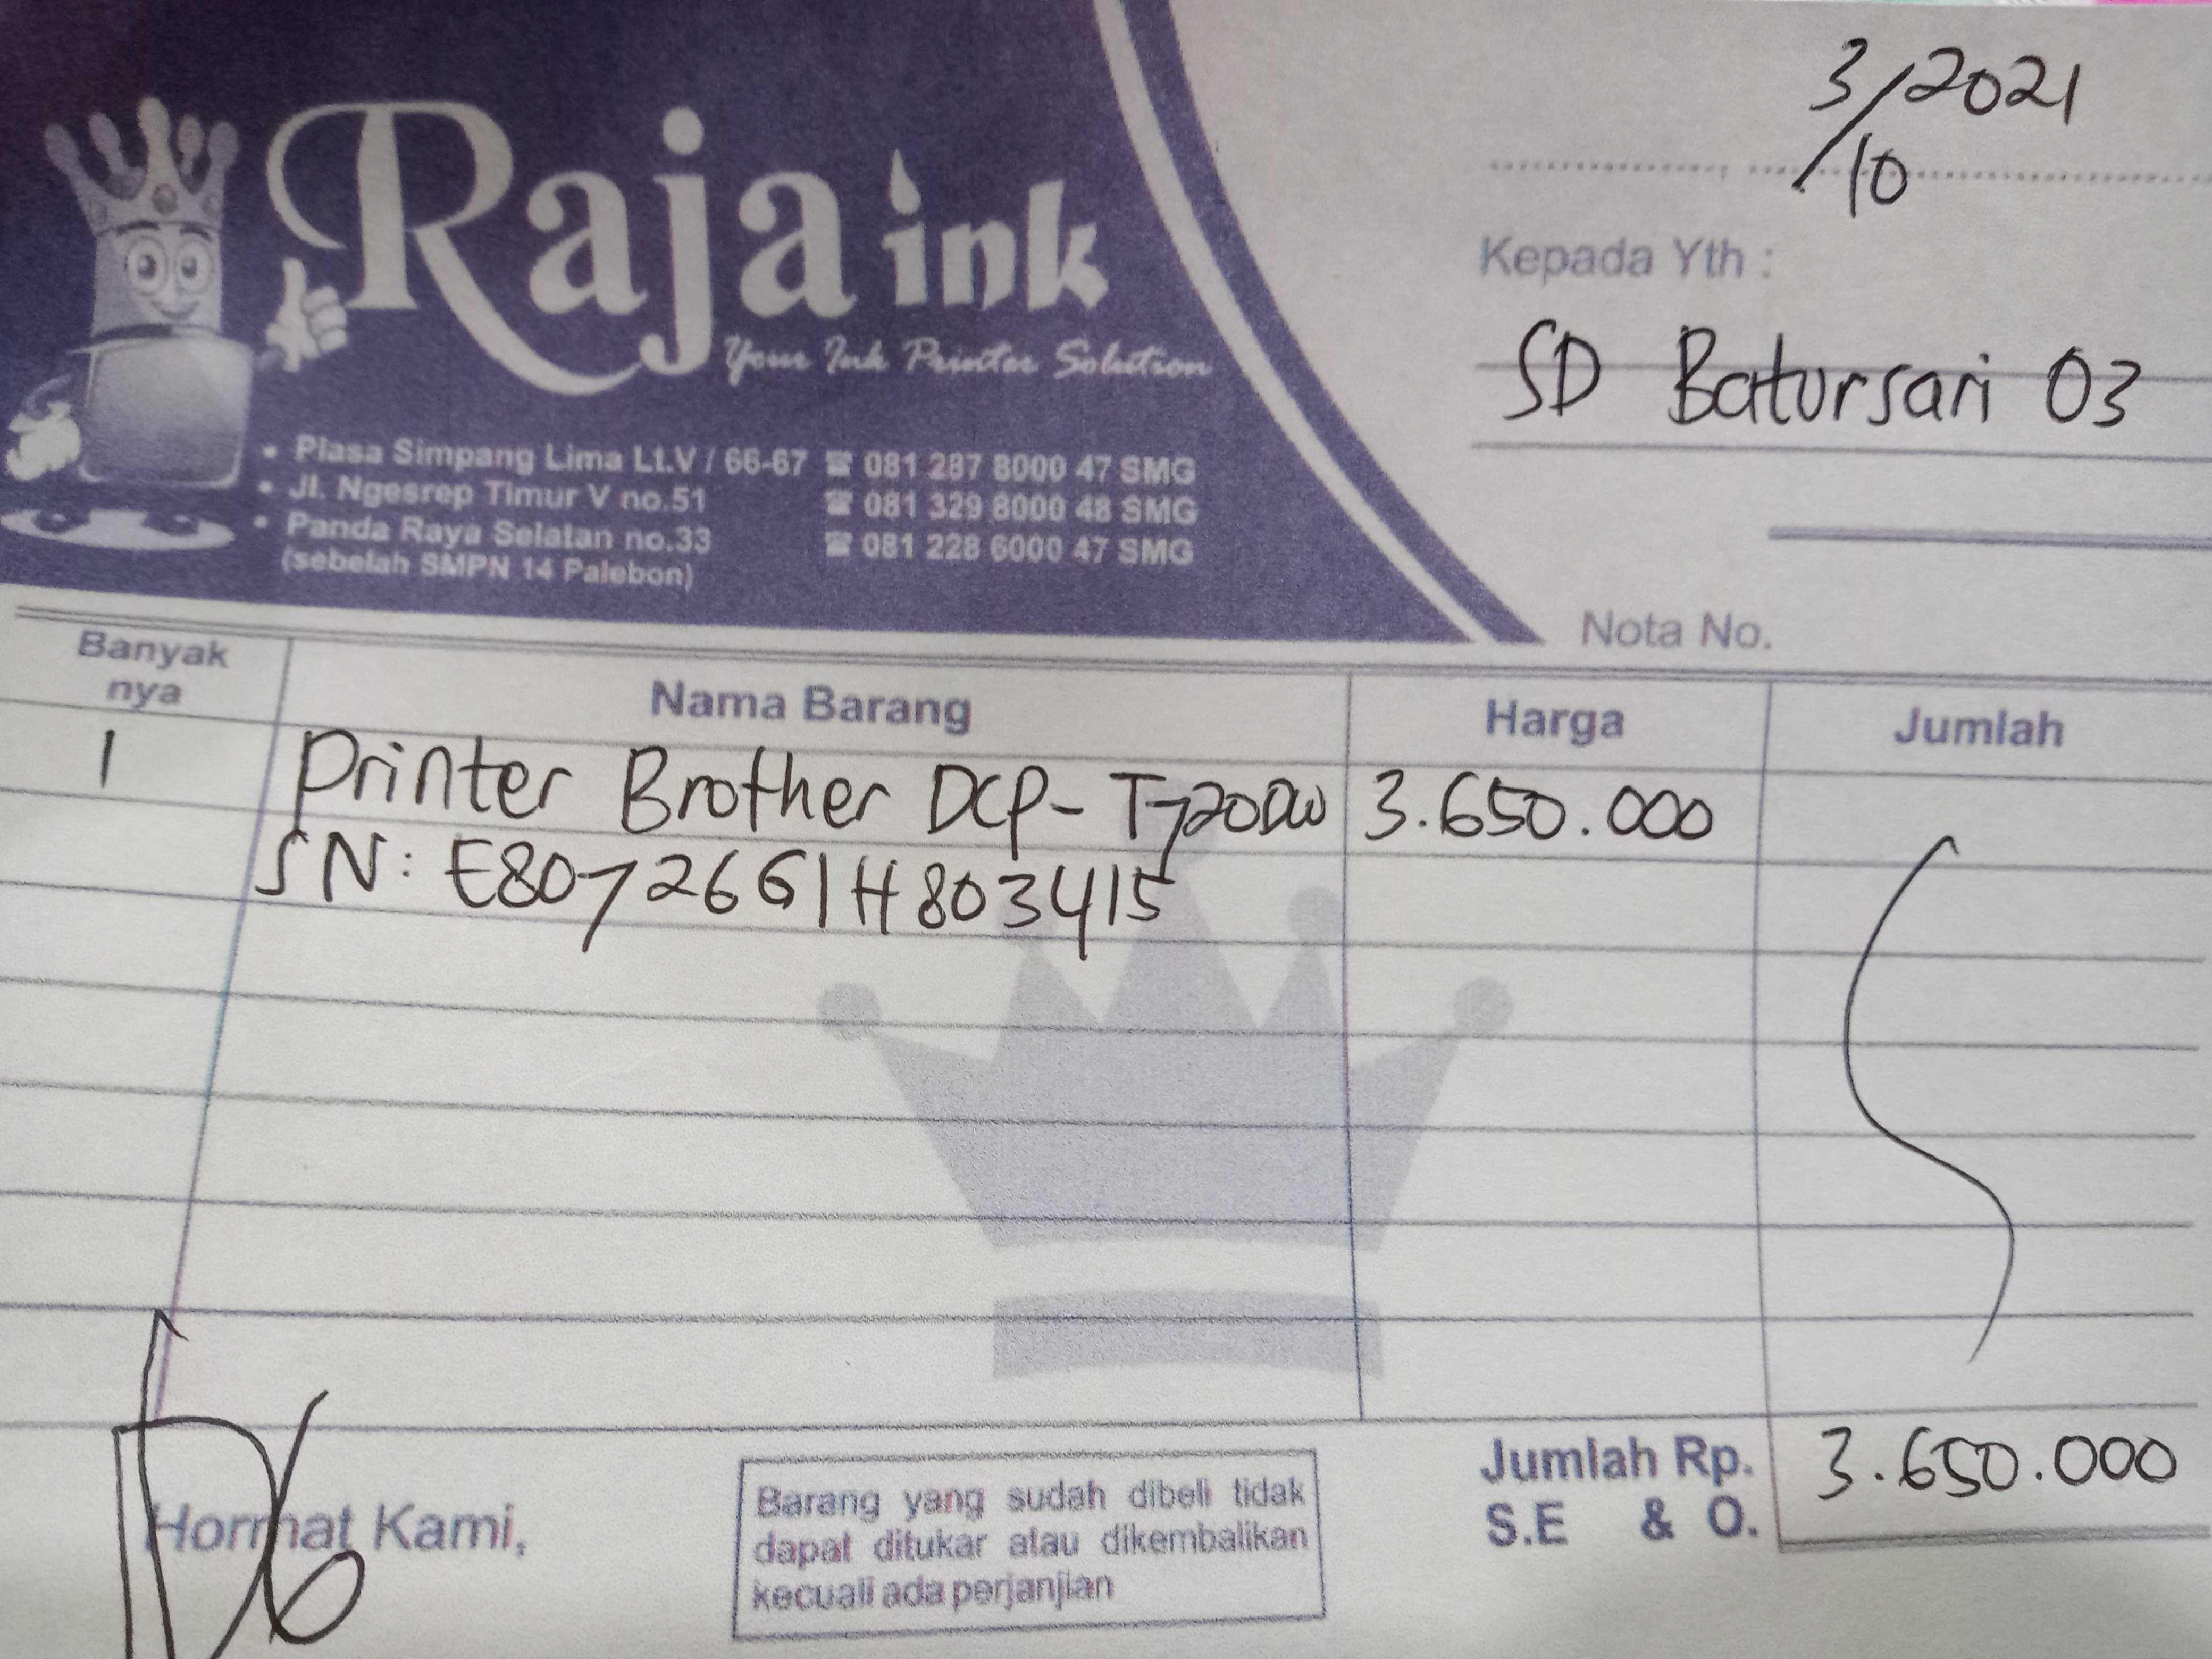 3/10/2021
Raja ink
Your Ink Printer Solution
Kepada Yth :
SD Batursari 03
• Plasa Simpang Lima Lt.V / 66-67 ☎ 081 287 8000 47 SMG
• Jl. Ngesrep Timur V no.51 ☎ 081 329 8000 48 SMG
• Panda Raya Selatan no.33 ☎ 081 228 6000 47 SMG
(sebelah SMPN 14 Palebon)
Nota No.
Banyak
nya
Nama Barang Harga Jumlah
1 Printer Brother DCP-T720DW 3.650.000
SN: E80726G1H803415
Jumlah Rp. 3.650.000
S.E & O.
Hormat Kami,
Barang yang sudah dibeli tidak
dapat ditukar atau dikembalikan
kecuali ada perjanjian